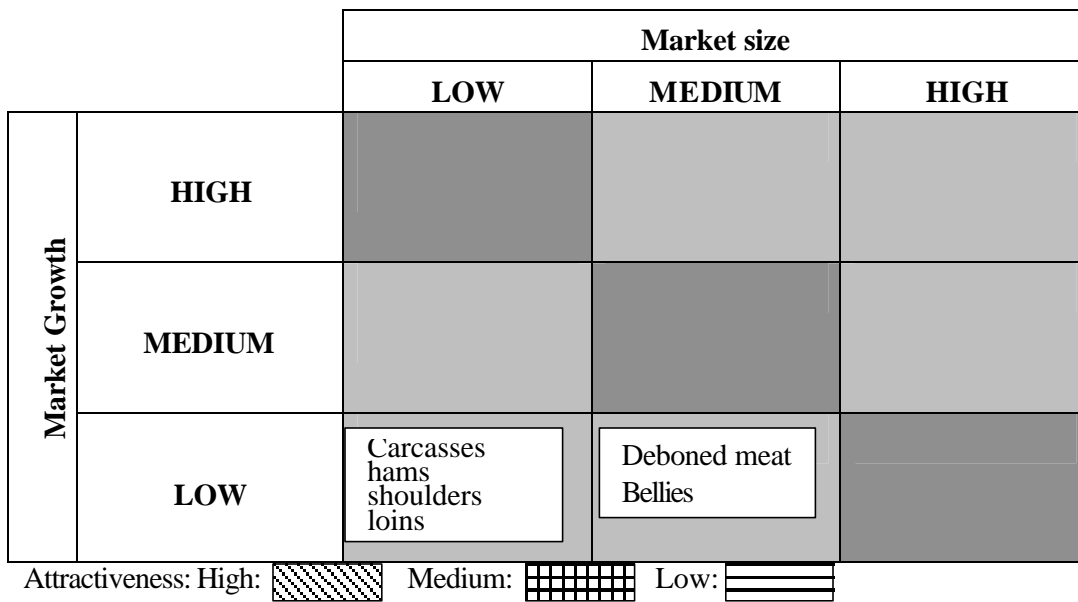 Market size
LOW MEDIUM HIGH
Market Growth
HIGH
MEDIUM
LOW
Carcasses
hams
shoulders
loins
Deboned meat
Bellies
Attractiveness: High: Medium: Low: